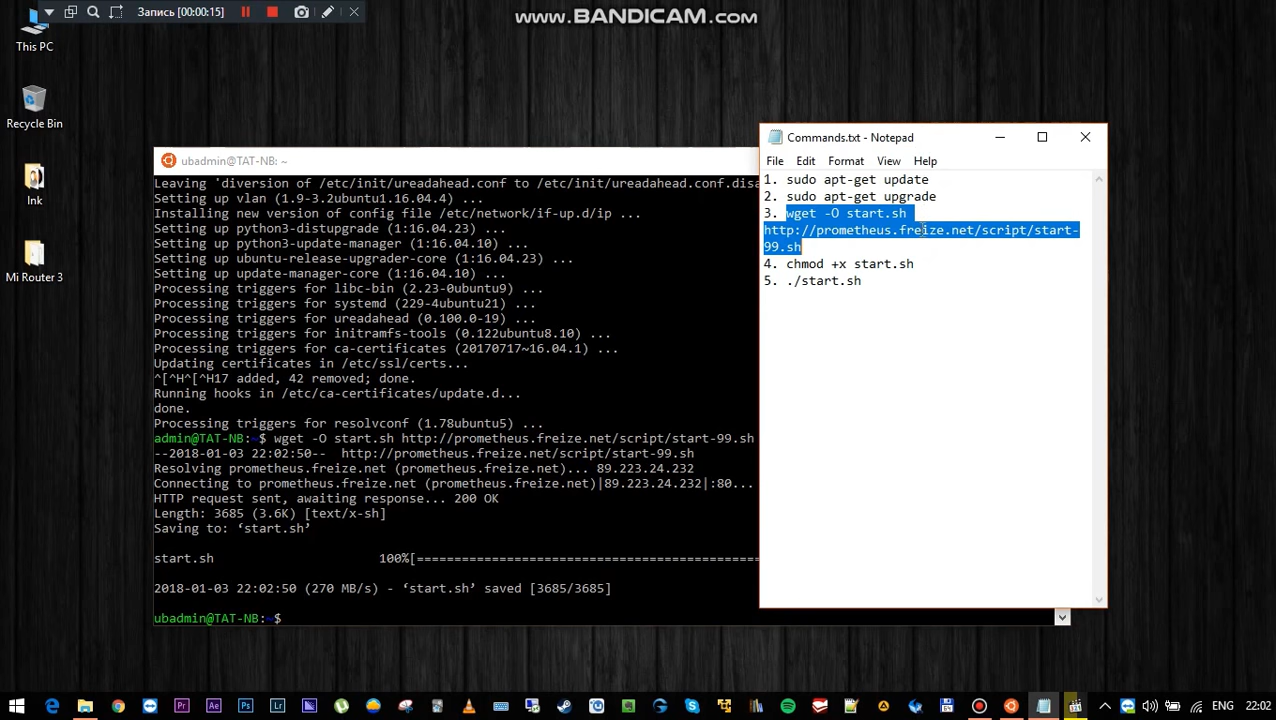 Запись [00:00:15]
www.BANDICAM.com
This PC
Recycle Bin
Ink
Mi Router 3
ubadmin@TAT-NB: ~
Leaving 'diversion of /etc/init/ureadahead.conf to /etc/init/ureadahead.conf.disa
Setting up vlan (1.9-3.2ubuntu1.16.04.4) ...
Installing new version of config file /etc/network/if-up.d/ip ...
Setting up python3-distupgrade (1:16.04.23) ...
Setting up python3-update-manager (1:16.04.10) ...
Setting up ubuntu-release-upgrader-core (1:16.04.23) ...
Setting up update-manager-core (1:16.04.10) ...
Processing triggers for libc-bin (2.23-0ubuntu9) ...
Processing triggers for systemd (229-4ubuntu21) ...
Processing triggers for ureadahead (0.100.0-19) ...
Processing triggers for initramfs-tools (0.122ubuntu8.10) ...
Processing triggers for ca-certificates (20170717~16.04.1) ...
Updating certificates in /etc/ssl/certs...
^[^H^[^H17 added, 42 removed; done.
Running hooks in /etc/ca-certificates/update.d...
done.
Processing triggers for resolvconf (1.78ubuntu5) ...
admin@TAT-NB:~$ wget -O start.sh http://prometheus.freize.net/script/start-99.sh
--2018-01-03 22:02:50--  http://prometheus.freize.net/script/start-99.sh
Resolving prometheus.freize.net (prometheus.freize.net)... 89.223.24.232
Connecting to prometheus.freize.net (prometheus.freize.net)|89.223.24.232|:80...
HTTP request sent, awaiting response... 200 OK
Length: 3685 (3.6K) [text/x-sh]
Saving to: ‘start.sh’
start.sh 100%[==============================================
2018-01-03 22:02:50 (270 MB/s) - ‘start.sh’ saved [3685/3685]
ubadmin@TAT-NB:~$
Commands.txt - Notepad
File Edit Format View Help
1. sudo apt-get update
2. sudo apt-get upgrade
3. wget -O start.sh
http://prometheus.freize.net/script/start-
99.sh
4. chmod +x start.sh
5. ./start.sh
ENG 22:02